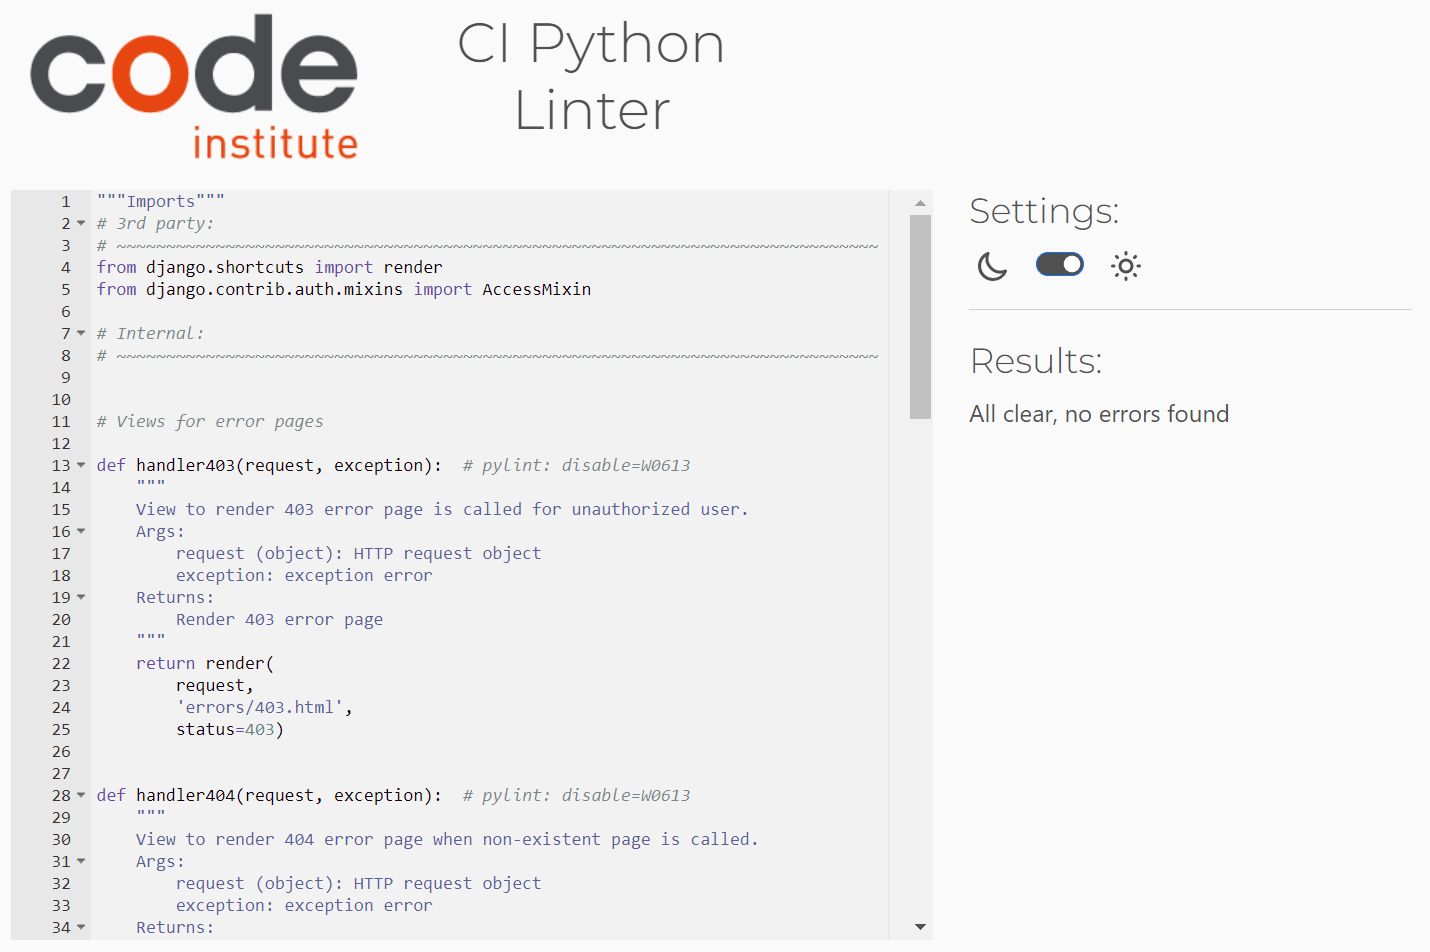 code
institute
CI Python
Linter
1 """Imports"""
2 # 3rd party:
3 # ~~~~~~~~~~~~~~~~~~~~~~~~~~~~~~~~~~~~~~~~~~~~~~~~~~~~~~~~~~~~~~~~~~~~~~~~~~~~~
4 from django.shortcuts import render
5 from django.contrib.auth.mixins import AccessMixin
6
7 # Internal:
8 # ~~~~~~~~~~~~~~~~~~~~~~~~~~~~~~~~~~~~~~~~~~~~~~~~~~~~~~~~~~~~~~~~~~~~~~~~~~~~~
9
10
11 # Views for error pages
12
13 def handler403(request, exception):  # pylint: disable=W0613
14     """
15     View to render 403 error page is called for unauthorized user.
16     Args:
17         request (object): HTTP request object
18         exception: exception error
19     Returns:
20         Render 403 error page
21     """
22     return render(
23         request,
24         'errors/403.html',
25         status=403)
26
27
28 def handler404(request, exception):  # pylint: disable=W0613
29     """
30     View to render 404 error page when non-existent page is called.
31     Args:
32         request (object): HTTP request object
33         exception: exception error
34     Returns:
Settings:
Results:
All clear, no errors found